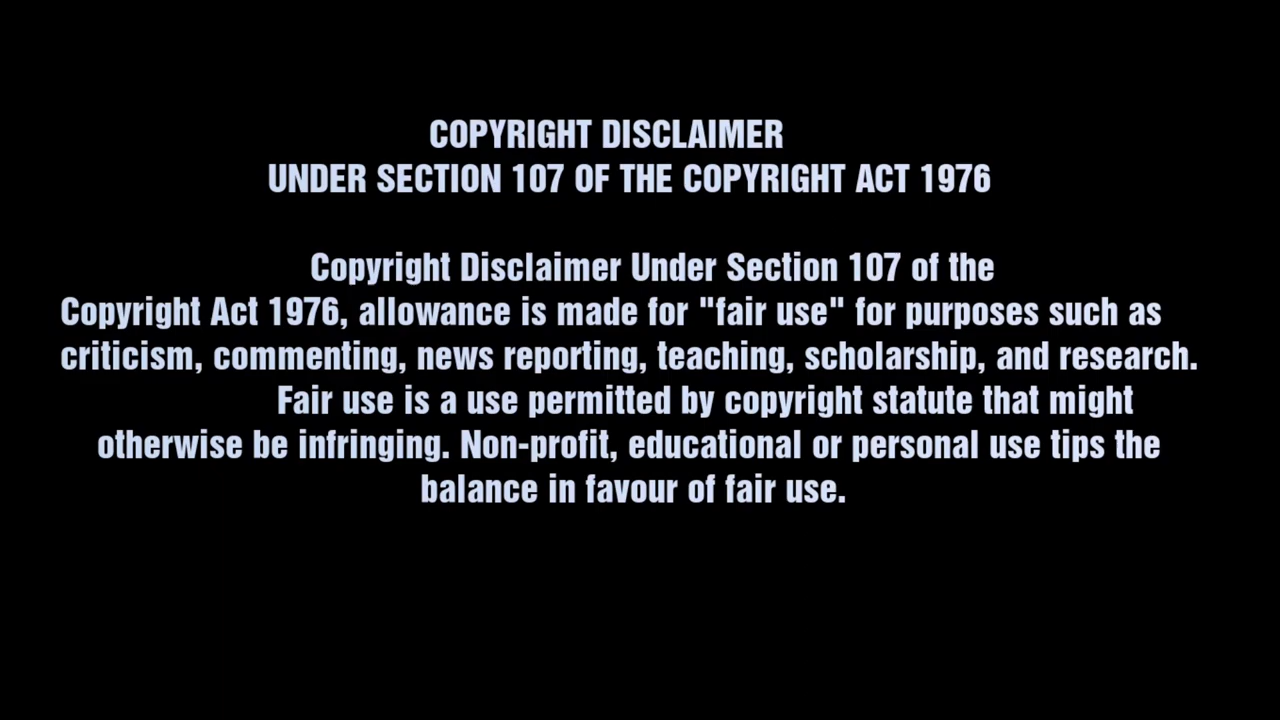 COPYRIGHT DISCLAIMER
UNDER SECTION 107 OF THE COPYRIGHT ACT 1976
Copyright Disclaimer Under Section 107 of the
Copyright Act 1976, allowance is made for "fair use" for purposes such as
criticism, commenting, news reporting, teaching, scholarship, and research.
Fair use is a use permitted by copyright statute that might
otherwise be infringing. Non-profit, educational or personal use tips the
balance in favour of fair use.